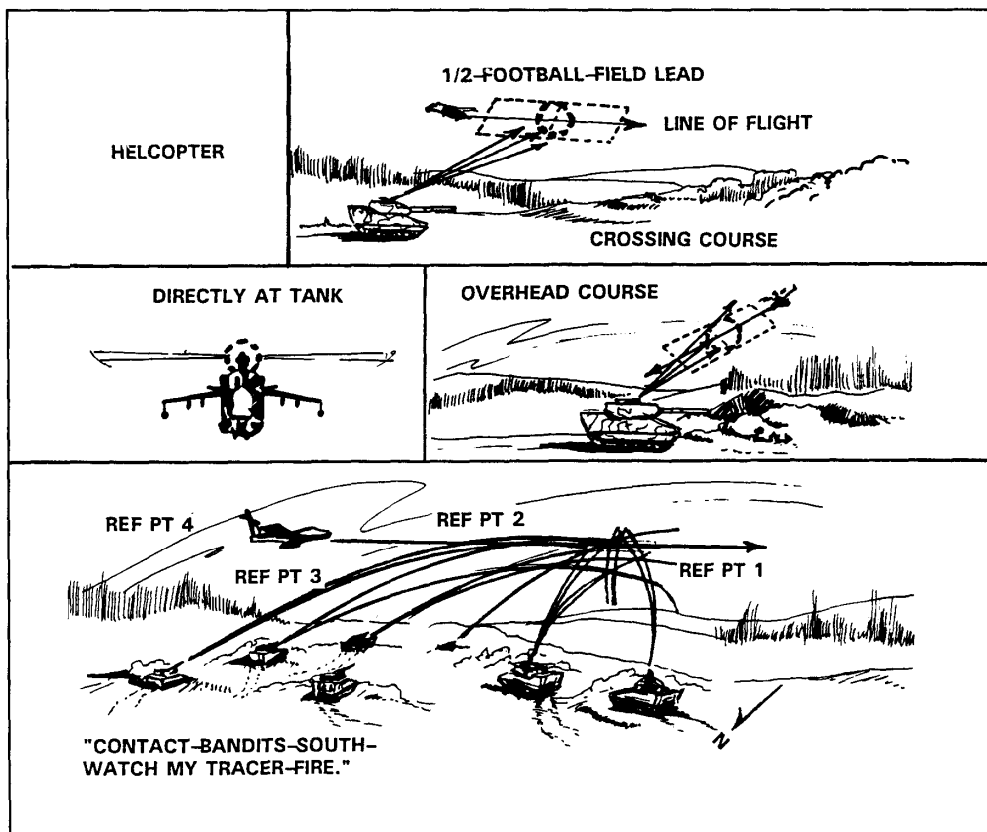 1/2-FOOTBALL-FIELD LEAD
LINE OF FLIGHT
HELCOPTER
CROSSING COURSE
DIRECTLY AT TANK
OVERHEAD COURSE
REF PT 4
REF PT 2
REF PT 3
REF PT 1
N
"CONTACT-BANDITS-SOUTH-
WATCH MY TRACER-FIRE."